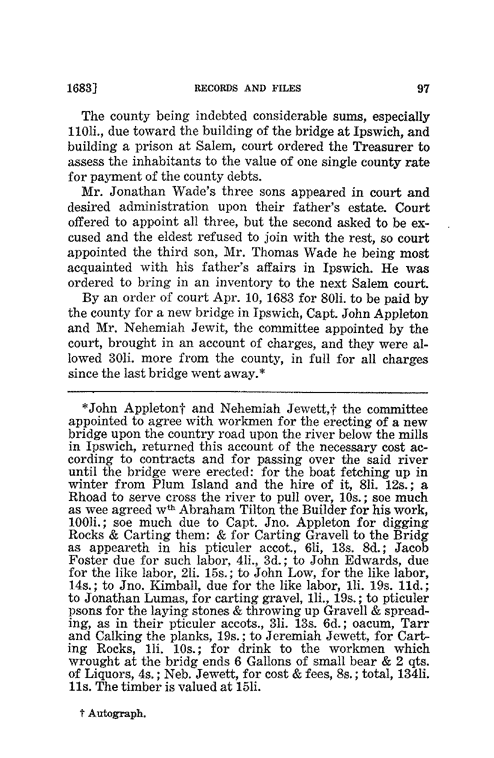 1683] RECORDS AND FILES 97
The county being indebted considerable sums, especially
110li., due toward the building of the bridge at Ipswich, and
building a prison at Salem, court ordered the Treasurer to
assess the inhabitants to the value of one single county rate
for payment of the county debts.
Mr. Jonathan Wade's three sons appeared in court and
desired administration upon their father's estate. Court
offered to appoint all three, but the second asked to be ex-
cused and the eldest refused to join with the rest, so court
appointed the third son, Mr. Thomas Wade he being most
acquainted with his father's affairs in Ipswich. He was
ordered to bring in an inventory to the next Salem court.
By an order of court Apr. 10, 1683 for 80li. to be paid by
the county for a new bridge in Ipswich, Capt. John Appleton
and Mr. Nehemiah Jewit, the committee appointed by the
court, brought in an account of charges, and they were al-
lowed 30li. more from the county, in full for all charges
since the last bridge went away.*
*John Appleton† and Nehemiah Jewett,† the committee
appointed to agree with workmen for the erecting of a new
bridge upon the country road upon the river below the mills
in Ipswich, returned this account of the necessary cost ac-
cording to contracts and for passing over the said river
until the bridge were erected: for the boat fetching up in
winter from Plum Island and the hire of it, 8li. 12s.; a
Rhoad to serve cross the river to pull over, 10s.; soe much
as wee agreed wth Abraham Tilton the Builder for his work,
100li.; soe much due to Capt. Jno. Appleton for digging
Rocks & Carting them: & for Carting Gravell to the Bridg
as appeareth in his pticuler accot., 6li, 13s. 8d.; Jacob
Foster due for such labor, 4li., 3d.; to John Edwards, due
for the like labor, 2li. 15s.; to John Low, for the like labor,
14s.; to Jno. Kimball, due for the like labor, 1li. 19s. 11d.;
to Jonathan Lumas, for carting gravel, 1li., 19s.; to pticuler
psons for the laying stones & throwing up Gravell & spread-
ing, as in their pticuler accots., 3li. 13s. 6d.; oacum, Tarr
and Calking the planks, 19s.; to Jeremiah Jewett, for Cart-
ing Rocks, 1li. 10s.; for drink to the workmen which
wrought at the bridg ends 6 Gallons of small bear & 2 qts.
of Liquors, 4s.; Neb. Jewett, for cost & fees, 8s.; total, 134li.
11s. The timber is valued at 15li.
† Autograph.